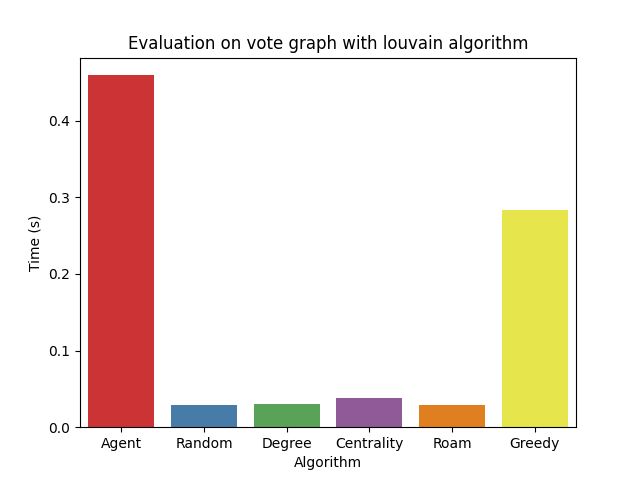 Evaluation on vote graph with louvain algorithm
Time (s)
0.4
0.3
0.2
0.1
0.0
Agent Random Degree Centrality Roam Greedy
Algorithm